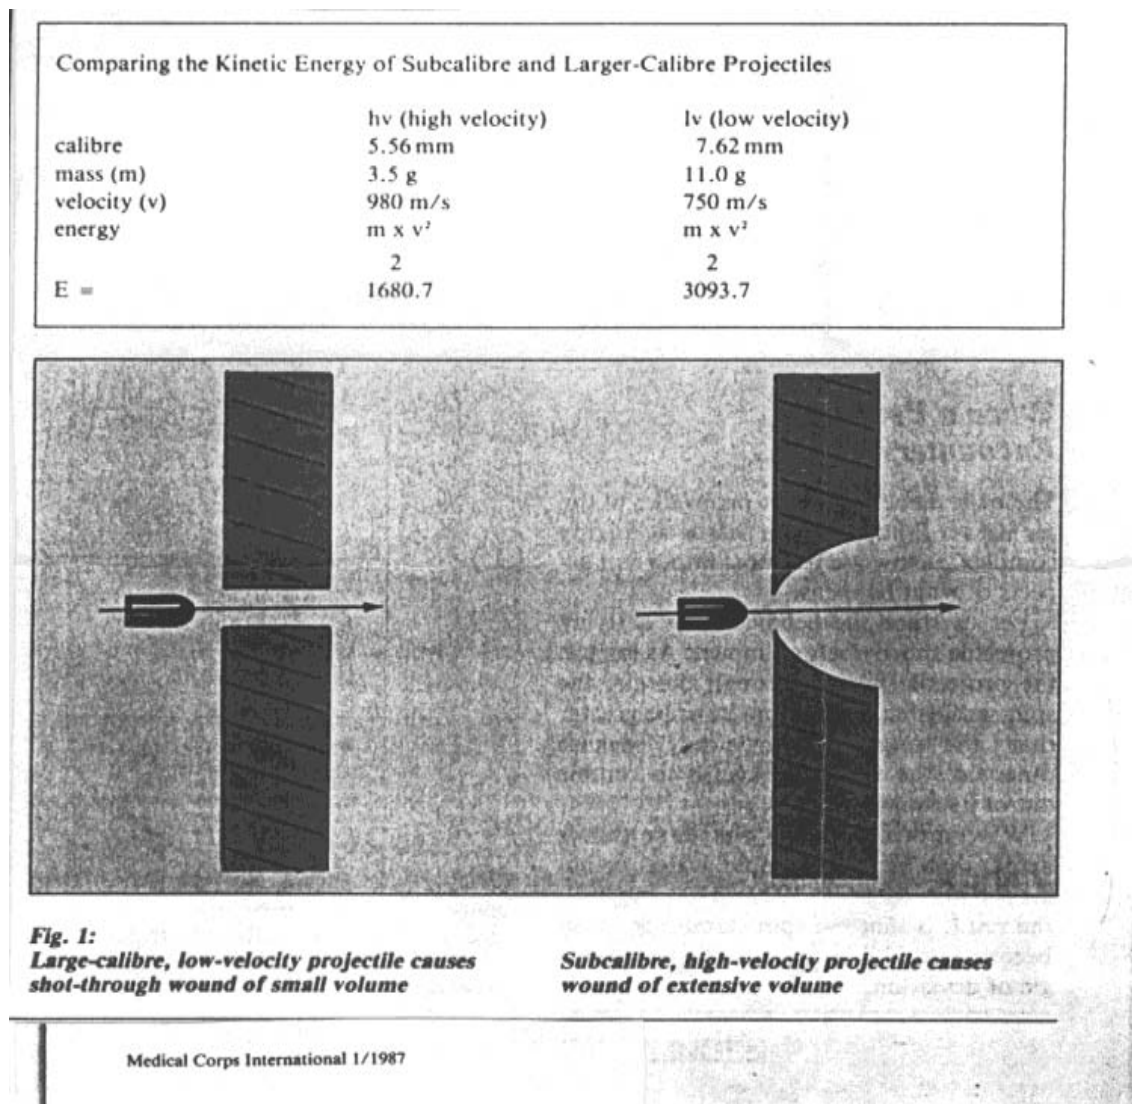 Comparing the Kinetic Energy of Subcalibre and Larger-Calibre Projectiles
hv (high velocity) lv (low velocity)
calibre 5.56 mm 7.62 mm
mass (m) 3.5 g 11.0 g
velocity (v) 980 m/s 750 m/s
energy m x v² m x v²
2 2
E = 1680.7 3093.7
Fig. 1:
Large-calibre, low-velocity projectile causes
shot-through wound of small volume
Subcalibre, high-velocity projectile causes
wound of extensive volume
Medical Corps International 1/1987